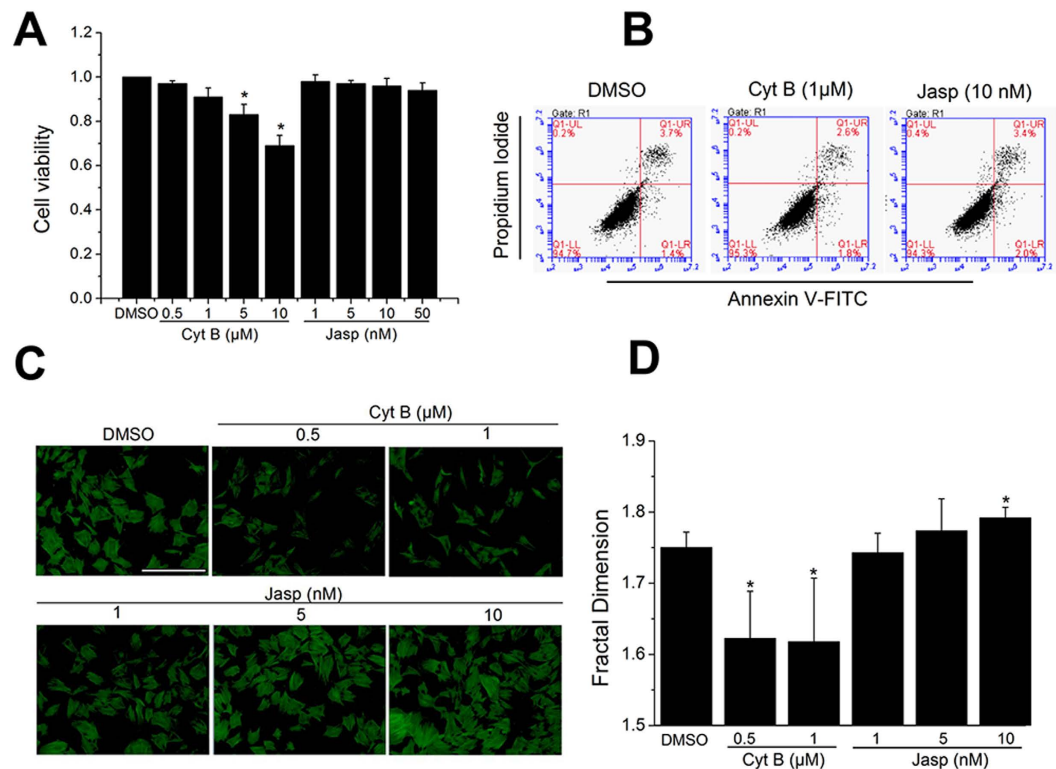 A
1.2
1.0
0.8
0.6
0.4
0.2
0.0
Cell viability
*
*
DMSO 0.5 1 5 10 1 5 10 50
Cyt B (µM) Jasp (nM)
B
DMSO Cyt B (1µM) Jasp (10 nM)
Propidium Iodide
Gate: R1
Q1-UL Q1-UR
0.2% 3.7%
Q1-LL Q1-LR
94.7% 1.4%
Gate: R1
Q1-UL Q1-UR
0.2% 2.6%
Q1-LL Q1-LR
95.3% 1.8%
Gate: R1
Q1-UL Q1-UR
0.4% 3.4%
Q1-LL Q1-LR
94.3% 2.0%
Annexin V-FITC
C
Cyt B (µM)
DMSO 0.5 1
Jasp (nM)
1 5 10
D
1.9
1.8
1.7
1.6
1.5
Fractal Dimension
*
*
*
DMSO 0.5 1 1 5 10
Cyt B (µM) Jasp (nM)